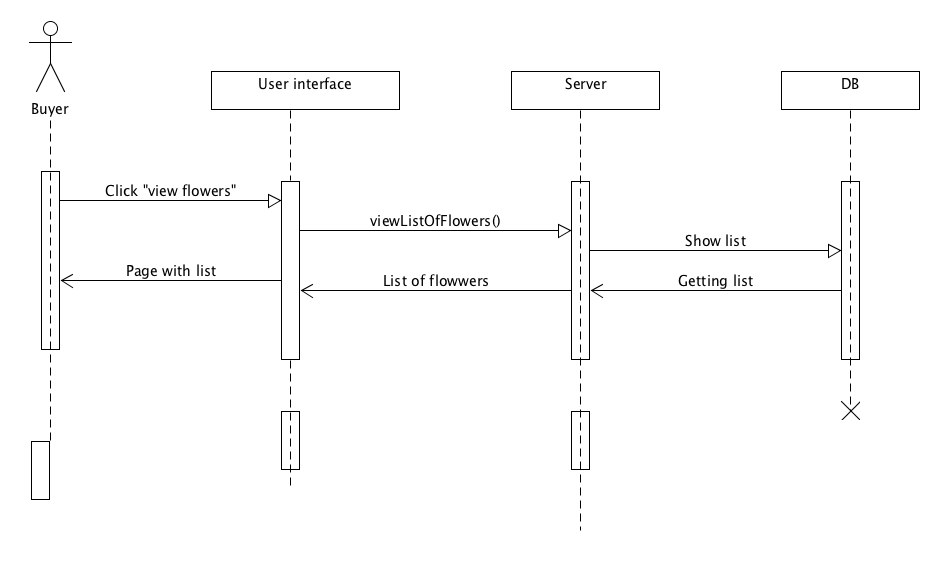 Buyer
User interface
Server
DB
Click "view flowers"
viewListOfFlowers()
Show list
Page with list
List of flowwers
Getting list